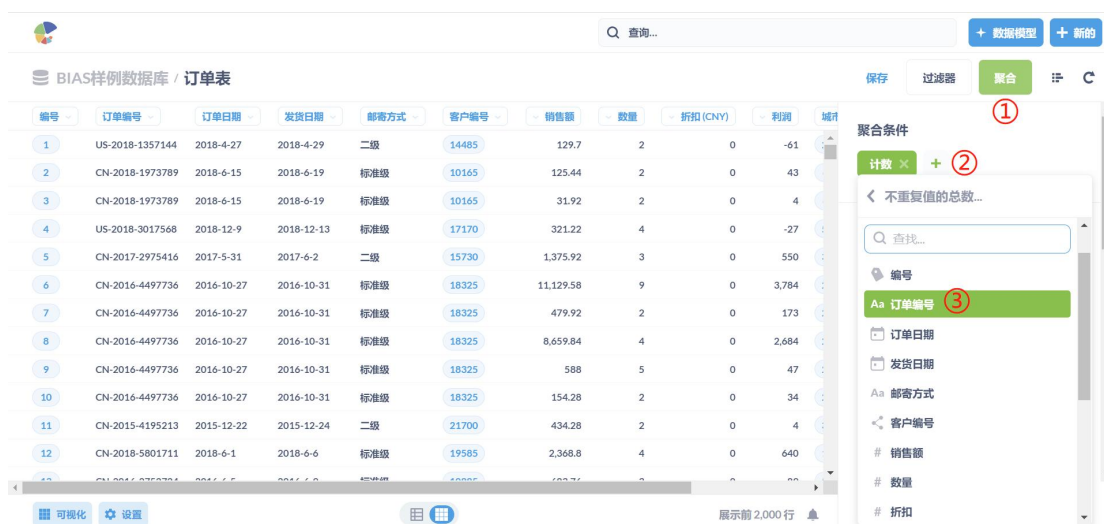 查询...
数据模型
新的
BIAS样例数据库 / 订单表
保存 过滤器 聚合
①
编号 订单编号 订单日期 发货日期 邮寄方式 客户编号 销售额 数量 折扣(CNY) 利润 城市
1 US-2018-1357144 2018-4-27 2018-4-29 二级 14485 129.7 2 0 -61
2 CN-2018-1973789 2018-6-15 2018-6-19 标准级 10165 125.44 2 0 43
3 CN-2018-1973789 2018-6-15 2018-6-19 标准级 10165 31.92 2 0 4
4 US-2018-3017568 2018-12-9 2018-12-13 标准级 17170 321.22 4 0 -27
5 CN-2017-2975416 2017-5-31 2017-6-2 二级 15730 1,375.92 3 0 550
6 CN-2016-4497736 2016-10-27 2016-10-31 标准级 18325 11,129.58 9 0 3,784
7 CN-2016-4497736 2016-10-27 2016-10-31 标准级 18325 479.92 2 0 173
8 CN-2016-4497736 2016-10-27 2016-10-31 标准级 18325 8,659.84 4 0 2,684
9 CN-2016-4497736 2016-10-27 2016-10-31 标准级 18325 588 5 0 47
10 CN-2016-4497736 2016-10-27 2016-10-31 标准级 18325 154.28 2 0 34
11 CN-2015-4195213 2015-12-22 2015-12-24 二级 21700 434.28 2 0 4
12 CN-2018-5801711 2018-6-1 2018-6-6 标准级 19585 2,368.8 4 0 640
聚合条件
计数 × + ②
不重复值的总数...
查找...
编号
Aa 订单编号 ③
订单日期
发货日期
Aa 邮寄方式
客户编号
# 销售额
# 数量
# 折扣
可视化 设置 展示前 2,000 行